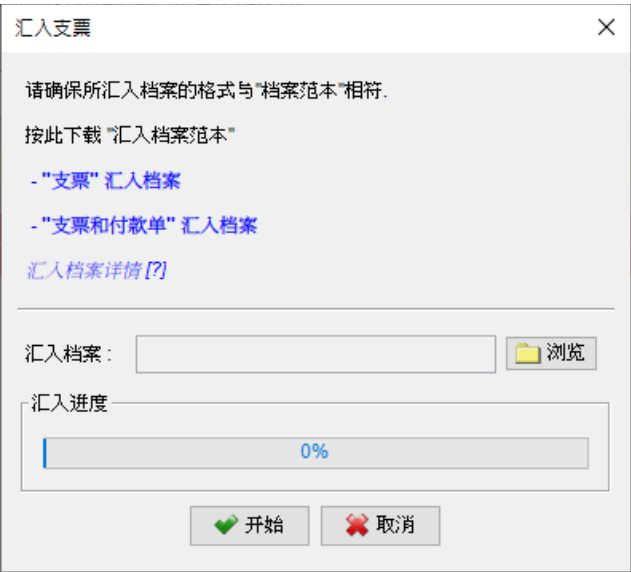 汇入支票
请确保所汇入档案的格式与"档案范本"相符.
按此下载 "汇入档案范本"
- "支票" 汇入档案
- "支票和付款单" 汇入档案
汇入档案详情 [?]
汇入档案 :
浏览
汇入进度
0%
开始
取消